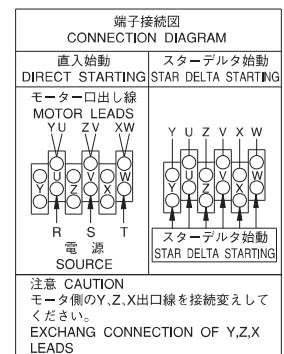 端子接続図
CONNECTION DIAGRAM
直入始動
DIRECT STARTING
モーター口出し線
MOTOR LEADS
YU ZV XW
Y U Z V X W
R S T
電 源
SOURCE
スターデルタ始動
STAR DELTA STARTING
Y U Z V X W
Y U Z V X W
スターデルタ始動
STAR DELTA STARTING
注意 CAUTION
モータ側のY、Z、X出口線を接続変えして
ください。
EXCHANG CONNECTION OF Y,Z,X
LEADS